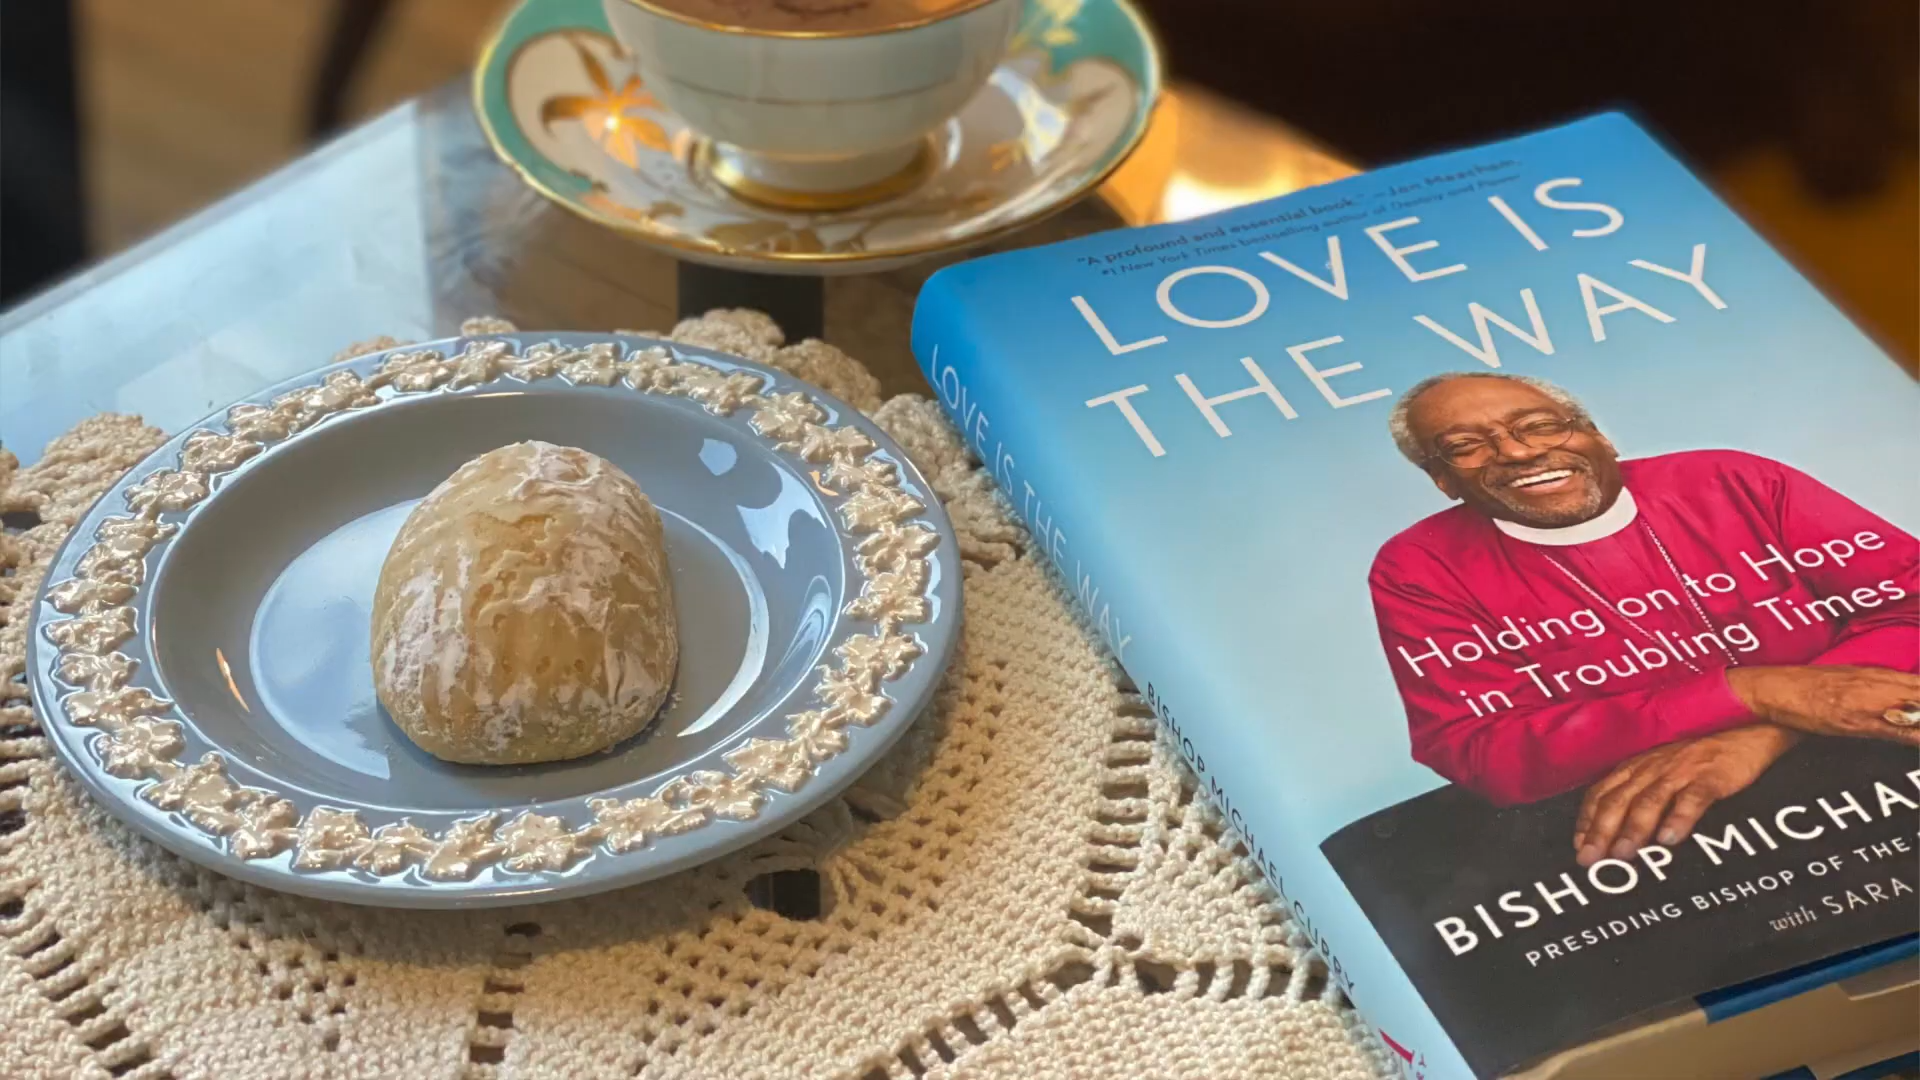 "A profound and essential book." —Jon Meacham,
#1 New York Times bestselling author of Destiny and Power
LOVE IS
THE WAY
Holding on to Hope
in Troubling Times
BISHOP MICHAE
PRESIDING BISHOP OF THE
with SARA
LOVE IS THE WAY
BISHOP MICHAEL CURRY